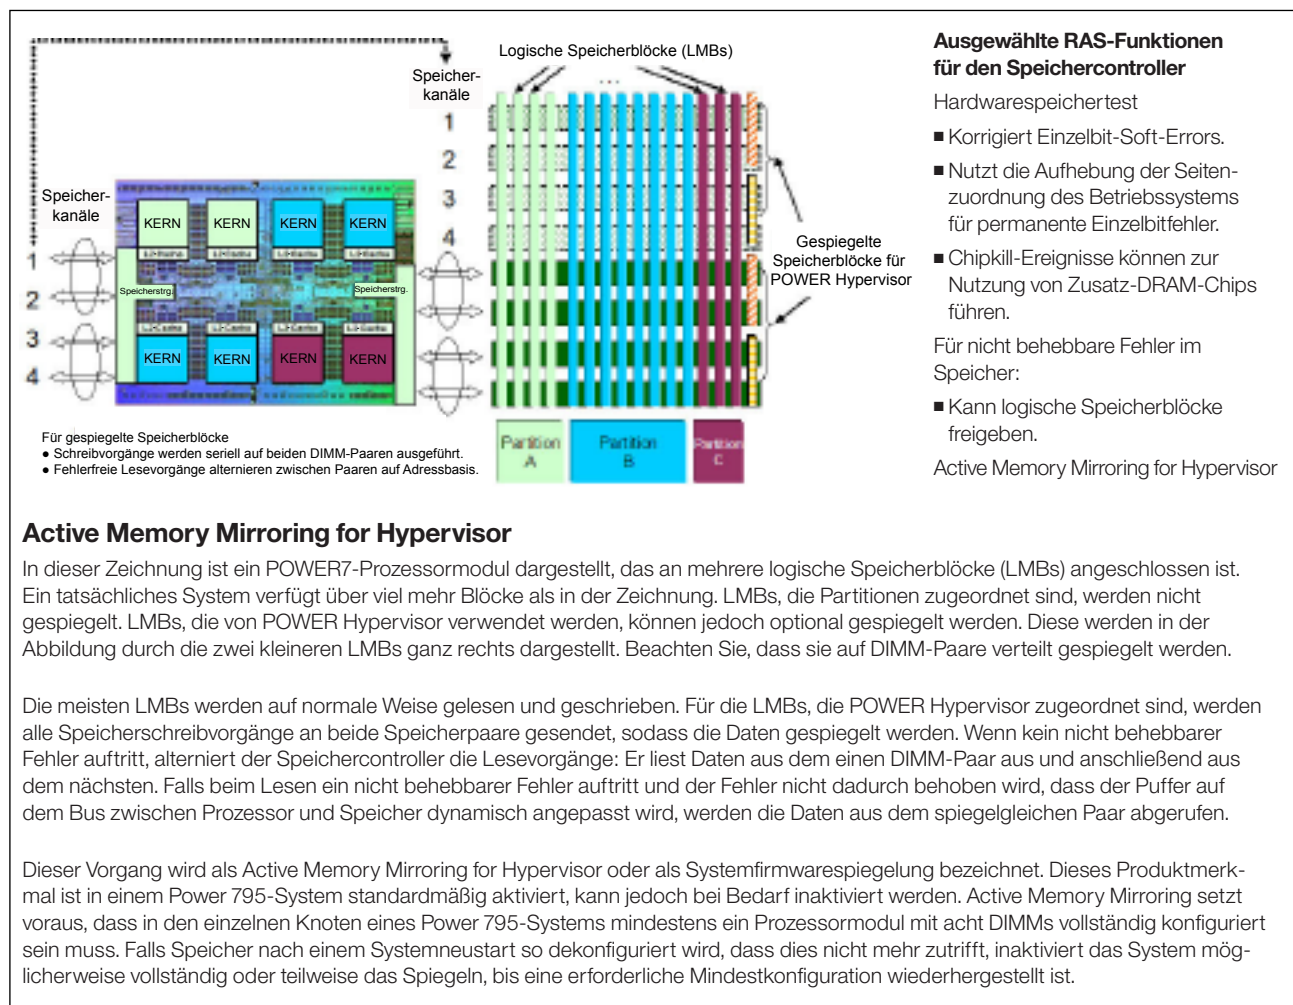 Logische Speicherblöcke (LMBs)
...
Speicher-
kanäle
1
2
3
4
Speicher-
kanäle
1
2
3
4
KERN
KERN
KERN
KERN
Speicherstrg.
Speicherstrg.
KERN
KERN
KERN
KERN
Gespiegelte
Speicherblöcke für
POWER Hypervisor
Partition
A
Partition
B
Partition
C
Für gespiegelte Speicherblöcke
● Schreibvorgänge werden seriell auf beiden DIMM-Paaren ausgeführt.
● Fehlerfreie Lesevorgänge alternieren zwischen Paaren auf Adressbasis.
Ausgewählte RAS-Funktionen
für den Speichercontroller
Hardwarespeichertest
■ Korrigiert Einzelbit-Soft-Errors.
■ Nutzt die Aufhebung der Seiten-
zuordnung des Betriebssystems
für permanente Einzelbitfehler.
■ Chipkill-Ereignisse können zur
Nutzung von Zusatz-DRAM-Chips
führen.
Für nicht behebbare Fehler im
Speicher:
■ Kann logische Speicherblöcke
freigeben.
Active Memory Mirroring for Hypervisor
Active Memory Mirroring for Hypervisor
In dieser Zeichnung ist ein POWER7-Prozessormodul dargestellt, das an mehrere logische Speicherblöcke (LMBs) angeschlossen ist.
Ein tatsächliches System verfügt über viel mehr Blöcke als in der Zeichnung. LMBs, die Partitionen zugeordnet sind, werden nicht
gespiegelt. LMBs, die von POWER Hypervisor verwendet werden, können jedoch optional gespiegelt werden. Diese werden in der
Abbildung durch die zwei kleineren LMBs ganz rechts dargestellt. Beachten Sie, dass sie auf DIMM-Paare verteilt gespiegelt werden.
Die meisten LMBs werden auf normale Weise gelesen und geschrieben. Für die LMBs, die POWER Hypervisor zugeordnet sind, werden
alle Speicherschreibvorgänge an beide Speicherpaare gesendet, sodass die Daten gespiegelt werden. Wenn kein nicht behebbarer
Fehler auftritt, alterniert der Speichercontroller die Lesevorgänge: Er liest Daten aus dem einen DIMM-Paar aus und anschließend aus
dem nächsten. Falls beim Lesen ein nicht behebbarer Fehler auftritt und der Fehler nicht dadurch behoben wird, dass der Puffer auf
dem Bus zwischen Prozessor und Speicher dynamisch angepasst wird, werden die Daten aus dem spiegelgleichen Paar abgerufen.
Dieser Vorgang wird als Active Memory Mirroring for Hypervisor oder als Systemfirmwarespiegelung bezeichnet. Dieses Produktmerk-
mal ist in einem Power 795-System standardmäßig aktiviert, kann jedoch bei Bedarf inaktiviert werden. Active Memory Mirroring setzt
voraus, dass in den einzelnen Knoten eines Power 795-Systems mindestens ein Prozessormodul mit acht DIMMs vollständig konfiguriert
sein muss. Falls Speicher nach einem Systemneustart so dekonfiguriert wird, dass dies nicht mehr zutrifft, inaktiviert das System mög-
licherweise vollständig oder teilweise das Spiegeln, bis eine erforderliche Mindestkonfiguration wiederhergestellt ist.